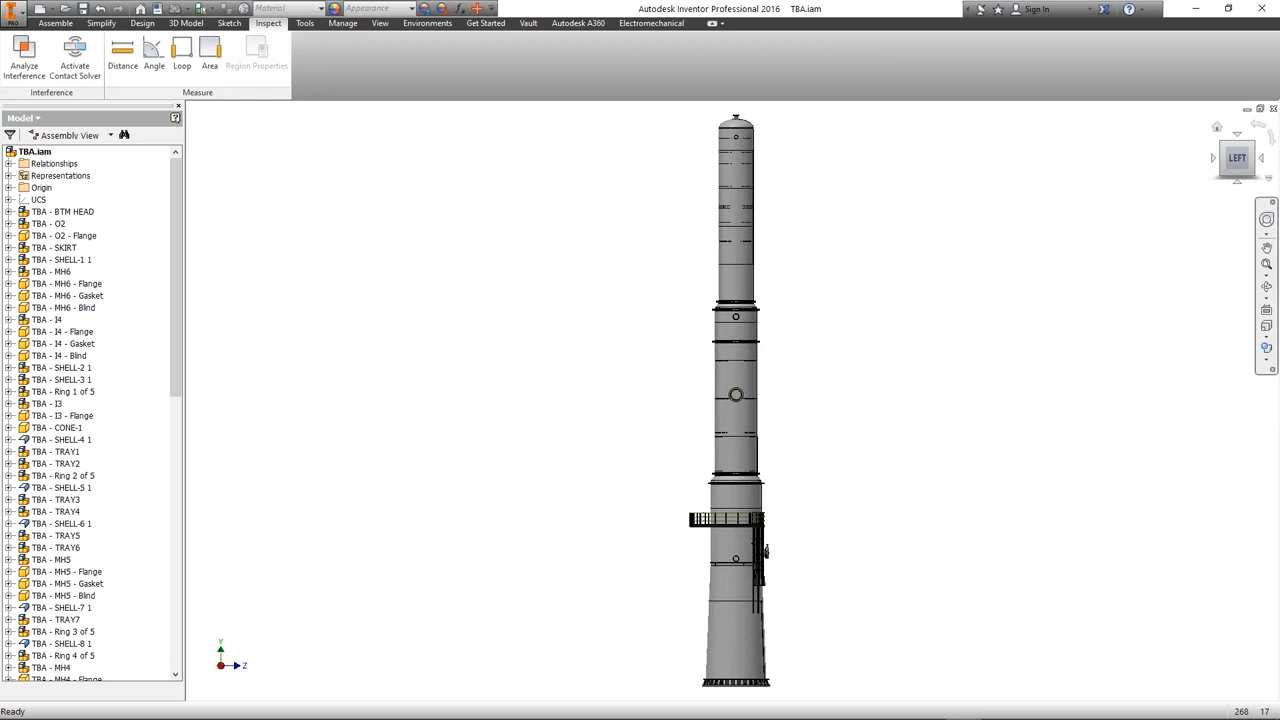 Material
Appearance
Autodesk Inventor Professional 2016 TBA.iam
Sign In
PRO
Assemble Simplify Design 3D Model Sketch Inspect Tools Manage View Environments Get Started Vault Autodesk A360 Electromechanical
Analyze Interference
Activate Contact Solver
Distance Angle Loop Area Region Properties
Interference Measure
Model
Assembly View
TBA.iam
Relationships
Representations
Origin
UCS
TBA - BTM HEAD
TBA - O2
TBA - O2 - Flange
TBA - SKIRT
TBA - SHELL-1 1
TBA - MH6
TBA - MH6 - Flange
TBA - MH6 - Gasket
TBA - MH6 - Blind
TBA - I4
TBA - I4 - Flange
TBA - I4 - Gasket
TBA - I4 - Blind
TBA - SHELL-2 1
TBA - SHELL-3 1
TBA - Ring 1 of 5
TBA - I3
TBA - I3 - Flange
TBA - CONE-1
TBA - SHELL-4 1
TBA - TRAY1
TBA - TRAY2
TBA - Ring 2 of 5
TBA - SHELL-5 1
TBA - TRAY3
TBA - TRAY4
TBA - SHELL-6 1
TBA - TRAY5
TBA - TRAY6
TBA - MH5
TBA - MH5 - Flange
TBA - MH5 - Gasket
TBA - MH5 - Blind
TBA - SHELL-7 1
TBA - TRAY7
TBA - Ring 3 of 5
TBA - SHELL-8 1
TBA - Ring 4 of 5
TBA - MH4
TBA - MH4 - Flange
LEFT
Y
Z
Ready
268 17